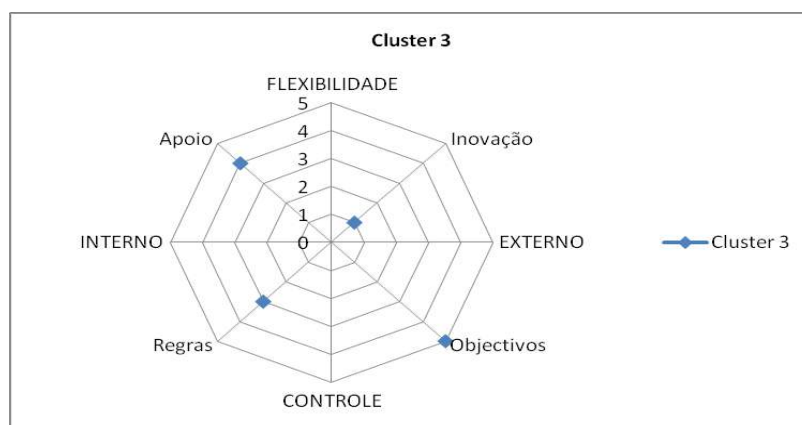 Cluster 3
FLEXIBILIDADE
5
Apoio
Inovação
4
3
2
1
INTERNO
0
EXTERNO
Cluster 3
Regras
Objectivos
CONTROLE